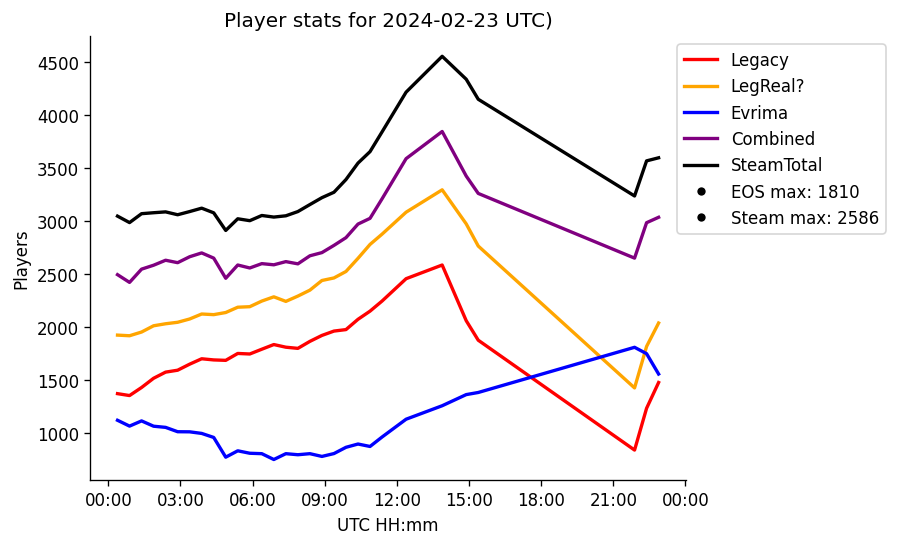 Player stats for 2024-02-23 UTC)
Players
4500
4000
3500
3000
2500
2000
1500
1000
00:00 03:00 06:00 09:00 12:00 15:00 18:00 21:00 00:00
UTC HH:mm
Legacy
LegReal?
Evrima
Combined
SteamTotal
EOS max: 1810
Steam max: 2586